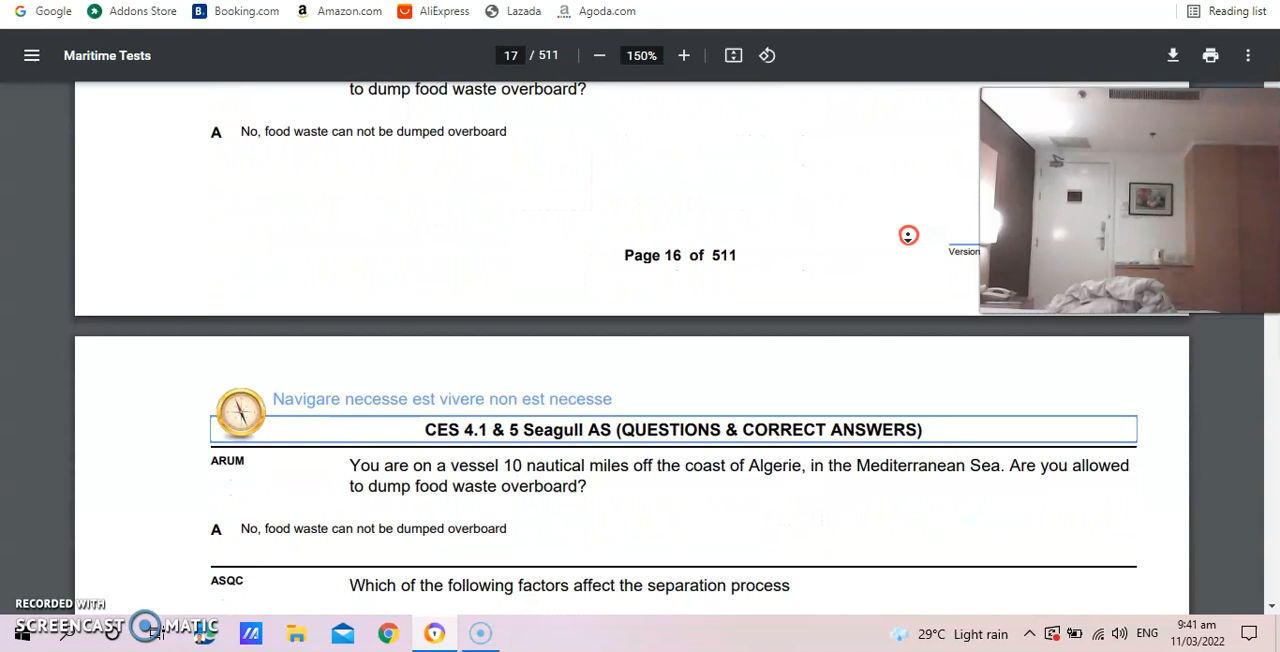 Google Addons Store Booking.com Amazon.com AliExpress Lazada Agoda.com Reading list
Maritime Tests 17 / 511 150%
to dump food waste overboard?
A No, food waste can not be dumped overboard
Page 16 of 511
Version
Navigare necesse est vivere non est necesse
CES 4.1 & 5 Seagull AS (QUESTIONS & CORRECT ANSWERS)
ARUM You are on a vessel 10 nautical miles off the coast of Algerie, in the Mediterranean Sea. Are you allowed
to dump food waste overboard?
A No, food waste can not be dumped overboard
ASQC Which of the following factors affect the separation process
RECORDED WITH
SCREENCAST MATIC
29°C Light rain ENG 9:41 am
11/03/2022